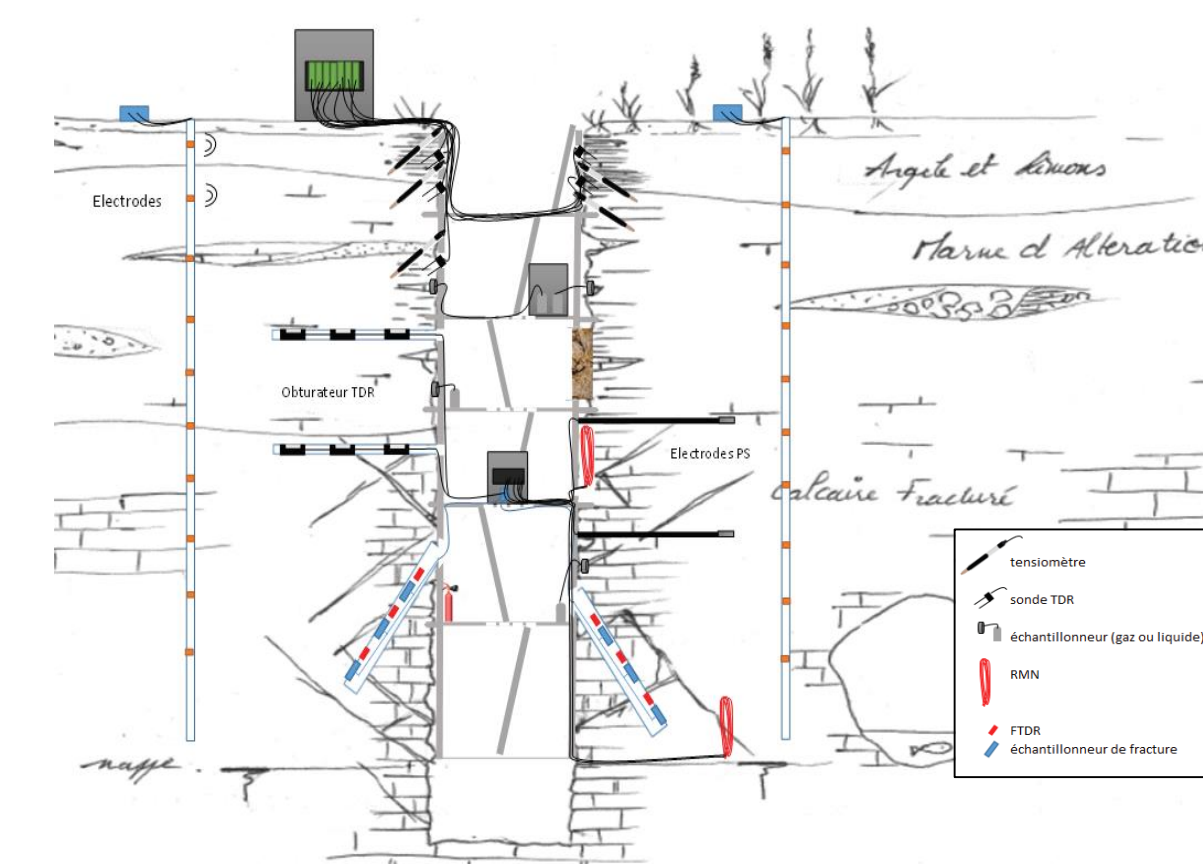 Argile et Limons
Electrodes
Marne d Alteratio
Obturateur TDR
Electrodes PS
Calcaire Fracturé
tensiomètre
sonde TDR
échantillonneur (gaz ou liquide)
RMN
FTDR
échantillonneur de fracture
nappe